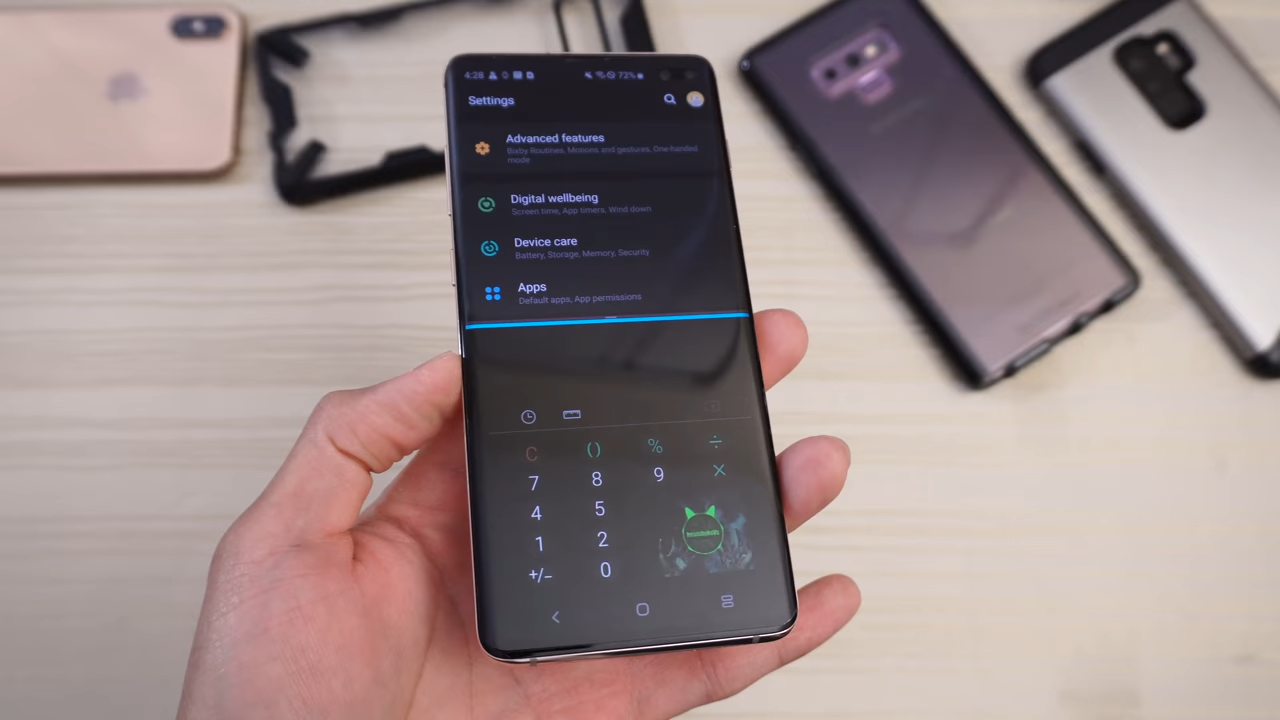 4:28
72%
Settings
Advanced features
Bixby Routines, Motions and gestures, One-handed
mode
Digital wellbeing
Screen time, App timers, Wind down
Device care
Battery, Storage, Memory, Security
Apps
Default apps, App permissions
C ( ) % ÷
7 8 9 ×
4 5
1 2
+/− 0